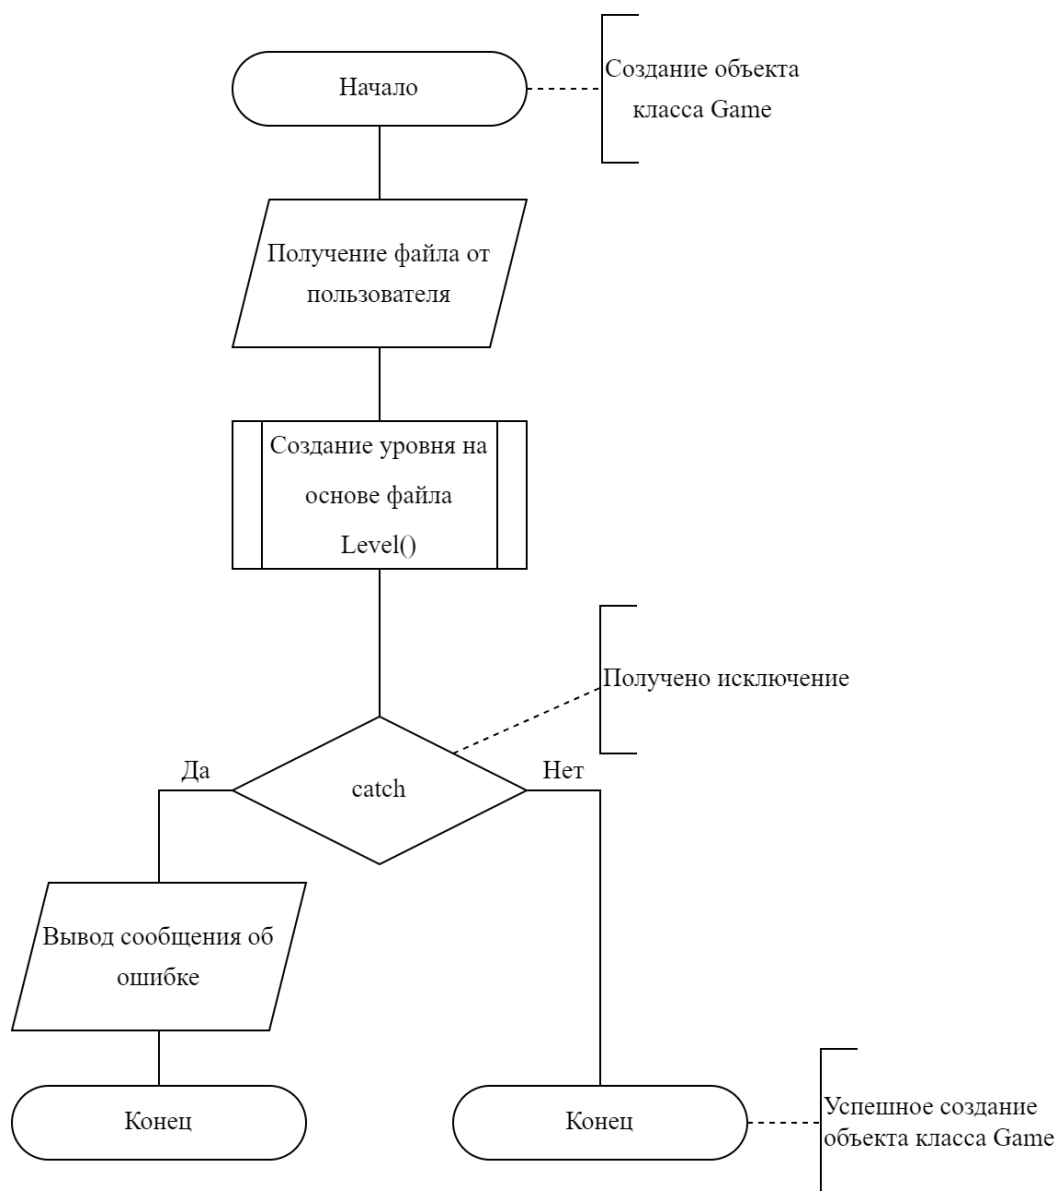 Начало
Создание объекта
класса Game
Получение файла от
пользователя
Создание уровня на
основе файла
Level()
Получено исключение
Да
catch
Нет
Вывод сообщения об
ошибке
Конец
Конец
Успешное создание
объекта класса Game